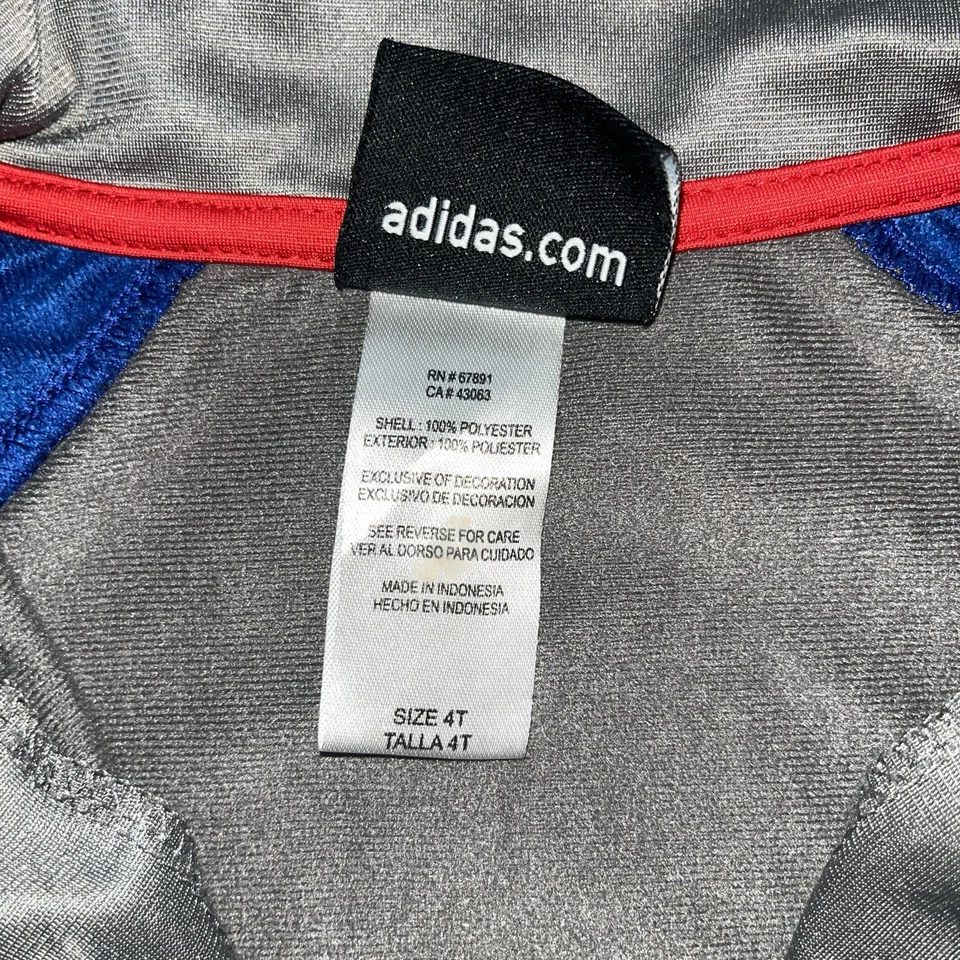 adidas.com
RN # 67891
CA # 43063
SHELL : 100% POLYESTER
EXTERIOR : 100% POLIESTER
EXCLUSIVE OF DECORATION
EXCLUSIVO DE DECORACION
SEE REVERSE FOR CARE
VER AL DORSO PARA CUIDADO
MADE IN INDONESIA
HECHO EN INDONESIA
SIZE 4T
TALLA 4T